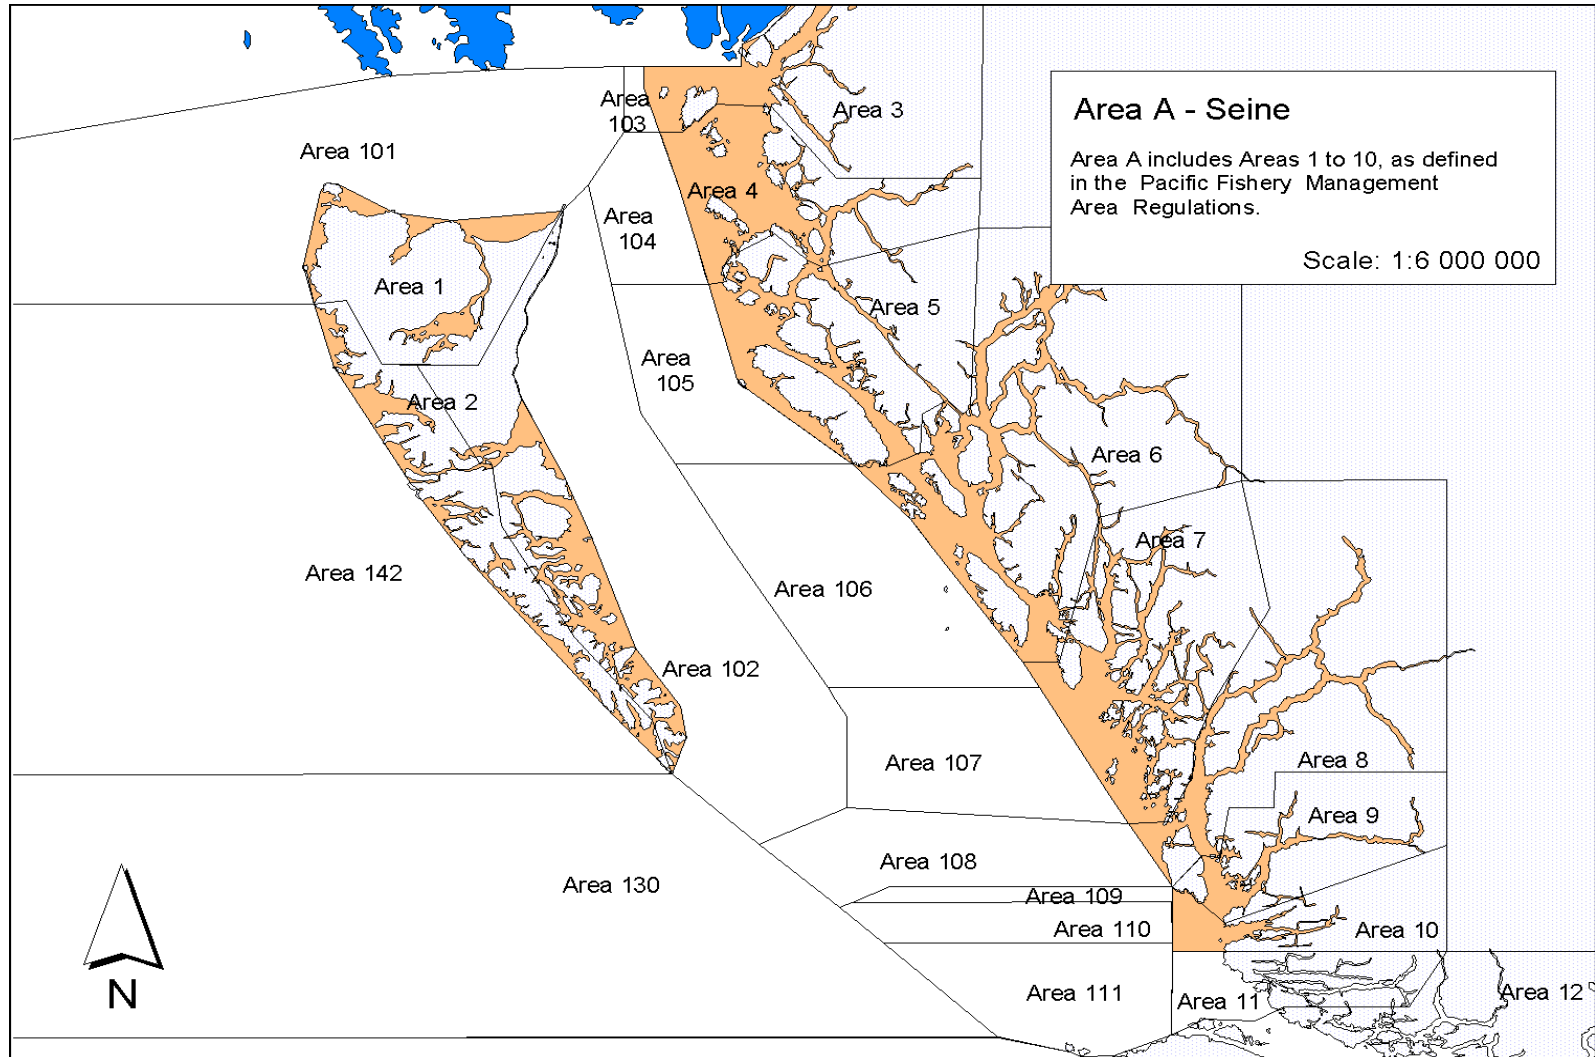 Area A - Seine
Area A includes Areas 1 to 10, as defined
in the Pacific Fishery Management
Area Regulations.
Scale: 1:6 000 000
Area
103
Area 3
Area 101
Area 4
Area
104
Area 1
Area 5
Area
105
Area 2
Area 6
Area 7
Area 142
Area 106
Area 102
Area 107
Area 8
Area 9
Area 108
Area 130
Area 109
Area 110
Area 10
Area 111
Area 11
Area 12
N